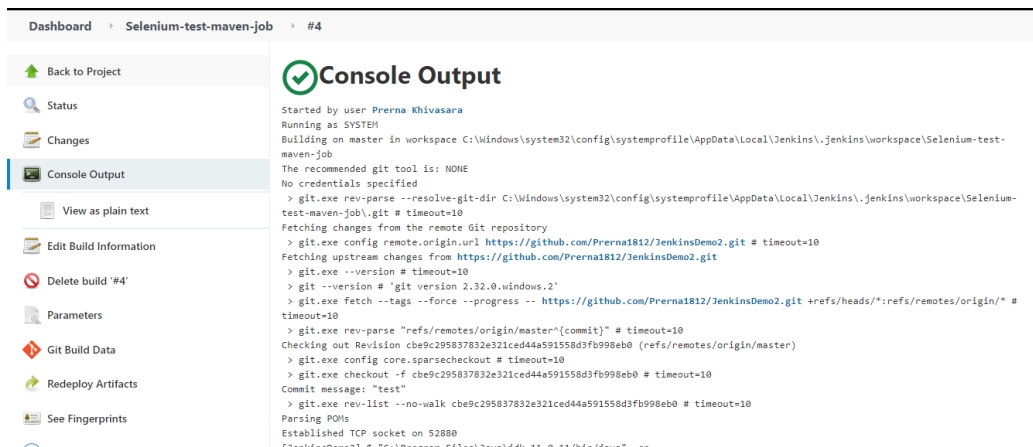 Dashboard Selenium-test-maven-job #4
Back to Project
Status
Changes
Console Output
View as plain text
Edit Build Information
Delete build '#4'
Parameters
Git Build Data
Redeploy Artifacts
See Fingerprints
Console Output
Started by user Prerna Khivasara
Running as SYSTEM
Building on master in workspace C:\Windows\system32\config\systemprofile\AppData\Local\Jenkins\.jenkins\workspace\Selenium-test-
maven-job
The recommended git tool is: NONE
No credentials specified
> git.exe rev-parse --resolve-git-dir C:\Windows\system32\config\systemprofile\AppData\Local\Jenkins\.jenkins\workspace\Selenium-
test-maven-job\.git # timeout=10
Fetching changes from the remote Git repository
> git.exe config remote.origin.url https://github.com/Prerna1812/JenkinsDemo2.git # timeout=10
Fetching upstream changes from https://github.com/Prerna1812/JenkinsDemo2.git
> git.exe --version # timeout=10
> git --version # 'git version 2.32.0.windows.2'
> git.exe fetch --tags --force --progress -- https://github.com/Prerna1812/JenkinsDemo2.git +refs/heads/*:refs/remotes/origin/* #
timeout=10
> git.exe rev-parse "refs/remotes/origin/master^{commit}" # timeout=10
Checking out Revision cbe9c295837832e321ced44a591558d3fb998eb0 (refs/remotes/origin/master)
> git.exe config core.sparsecheckout # timeout=10
> git.exe checkout -f cbe9c295837832e321ced44a591558d3fb998eb0 # timeout=10
Commit message: "test"
> git.exe rev-list --no-walk cbe9c295837832e321ced44a591558d3fb998eb0 # timeout=10
Parsing POMs
Established TCP socket on 52880